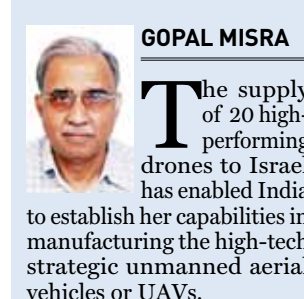 GOPAL MISRA
The supply
of 20 high-
performing
drones to Israel
has enabled India
to establish her capabilities in
manufacturing the high-tech
strategic unmanned aerial
vehicles or UAVs.